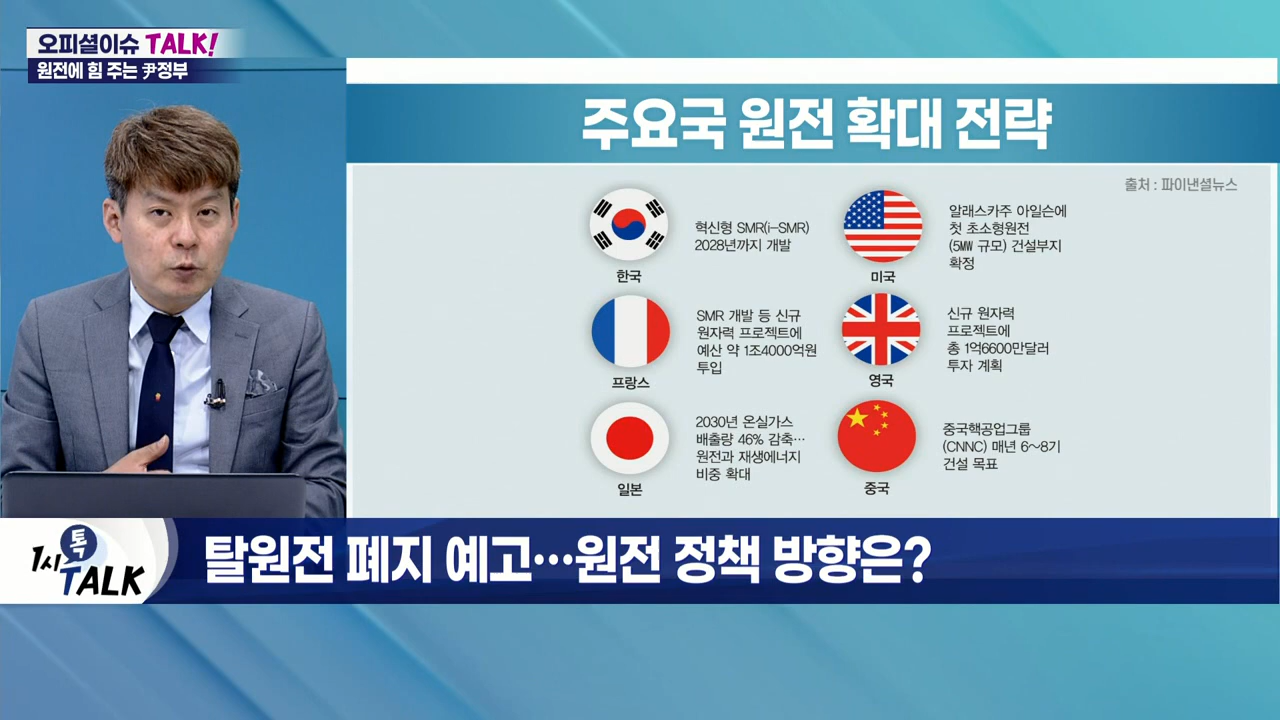 오피셜이슈 TALK!
원전에 힘 주는 尹정부
주요국 원전 확대 전략
출처 : 파이낸셜뉴스
혁신형 SMR(i-SMR)
2028년까지 개발
한국
알래스카주 아일슨에
첫 초소형원전
(5MW 규모) 건설부지
확정
미국
SMR 개발 등 신규
원자력 프로젝트에
예산 약 1조4000억원
투입
프랑스
신규 원자력
프로젝트에
총 1억6600만달러
투자 계획
영국
2030년 온실가스
배출량 46% 감축…
원전과 재생에너지
비중 확대
일본
중국핵공업그룹
(CNNC) 매년 6~8기
건설 목표
중국
1시톡
TALK
탈원전 폐지 예고…원전 정책 방향은?